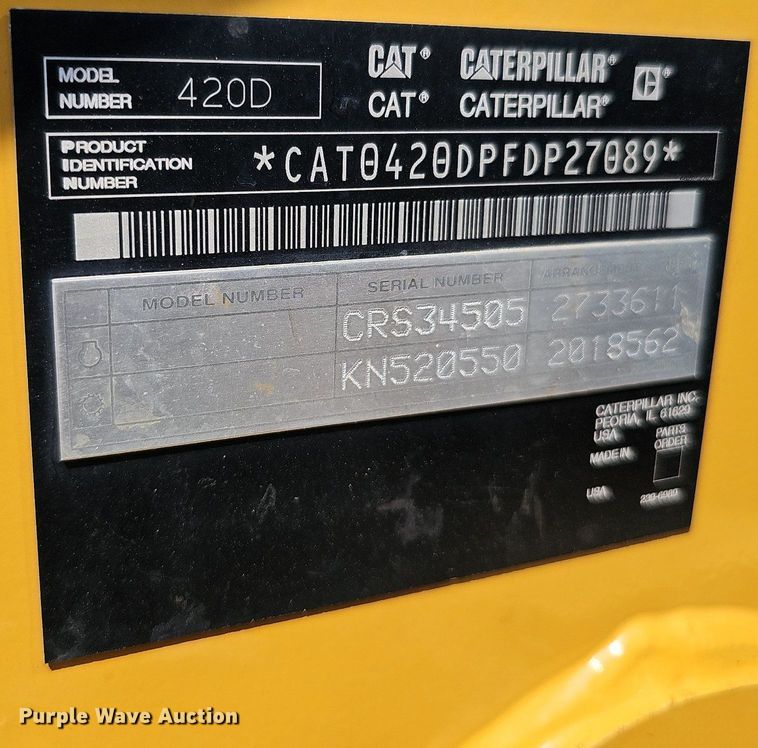 MODEL NUMBER 420D
CAT® CATERPILLAR® C®
CAT® CATERPILLAR®
PRODUCT IDENTIFICATION NUMBER *CAT0420DPFDP27089*
MODEL NUMBER SERIAL NUMBER
CRS34505 2733611
KN520550 2018562
CATERPILLAR INC.
PEORIA, IL 61629
USA
PARTS ORDER
MADE IN
USA
Purple Wave Auction